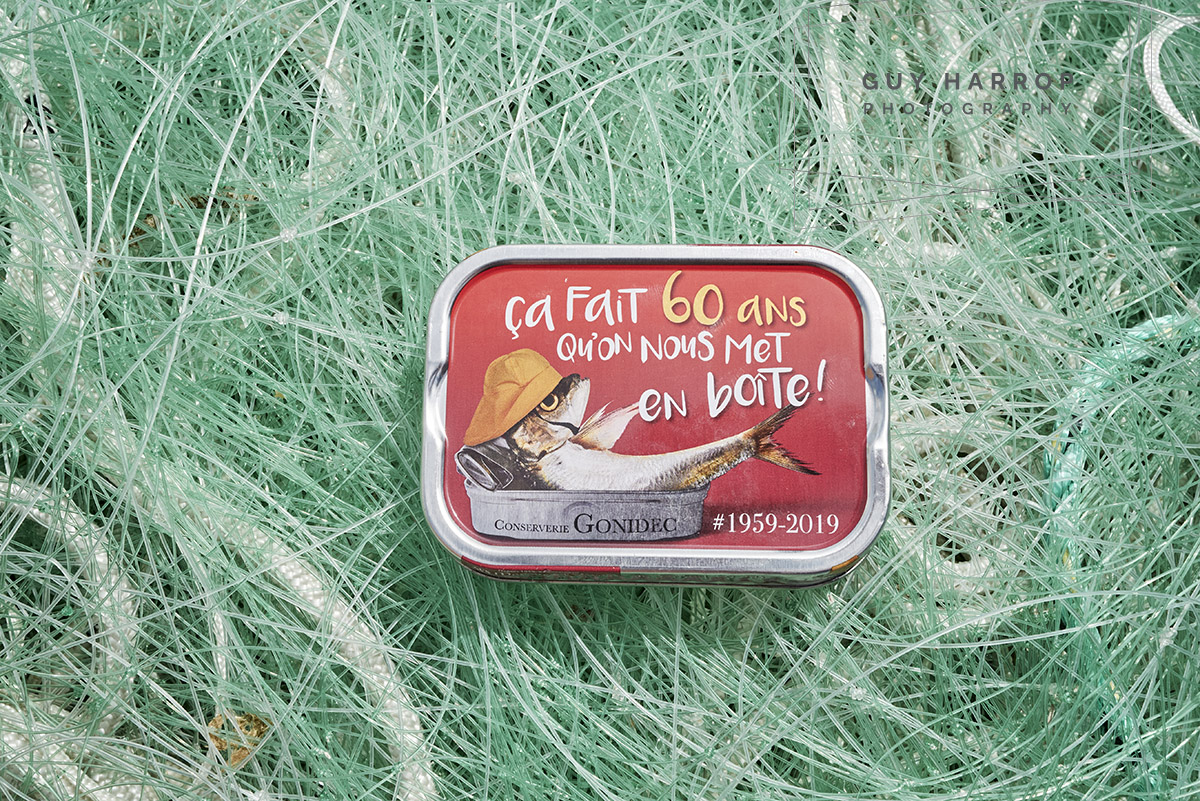 GUY HARROP
PHOTOGRAPHY
ça fait 60 ans
qu'on nous met
en boîte!
CONSERVERIE GONIDEC
#1959-2019